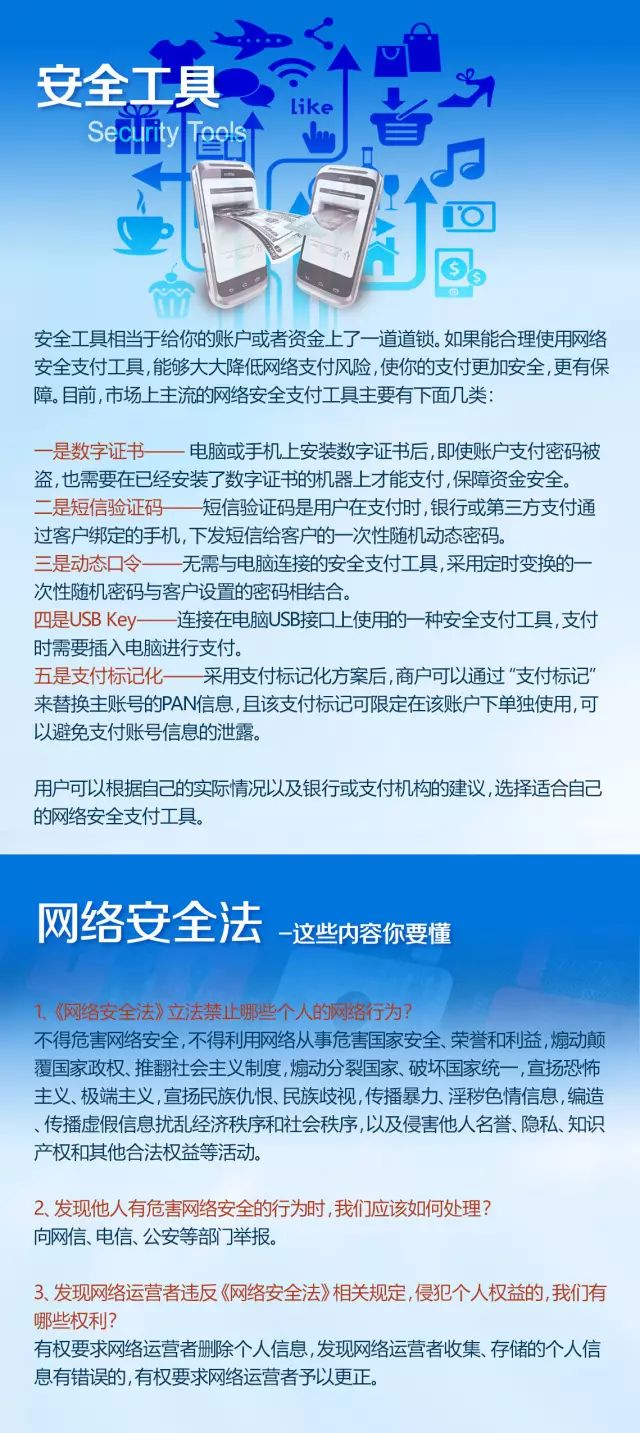 安全工具
Security Tools
like
安全工具相当于给你的账户或者资金上了一道道锁。如果能合理使用网络
安全支付工具，能够大大降低网络支付风险，使你的支付更加安全，更有保
障。目前，市场上主流的网络安全支付工具主要有下面几类：
一是数字证书—— 电脑或手机上安装数字证书后，即使账户支付密码被
盗，也需要在已经安装了数字证书的机器上才能支付，保障资金安全。
二是短信验证码——短信验证码是用户在支付时，银行或第三方支付通
过客户绑定的手机，下发短信给客户的一次性随机动态密码。
三是动态口令——无需与电脑连接的安全支付工具，采用定时变换的一
次性随机密码与客户设置的密码相结合。
四是USB Key——连接在电脑USB接口上使用的一种安全支付工具，支付
时需要插入电脑进行支付。
五是支付标记化——采用支付标记化方案后，商户可以通过“支付标记”
来替换主账号的PAN信息，且该支付标记可限定在该账户下单独使用，可
以避免支付账号信息的泄露。
用户可以根据自己的实际情况以及银行或支付机构的建议，选择适合自己
的网络安全支付工具。
网络安全法 –这些内容你要懂
1、《网络安全法》立法禁止哪些个人的网络行为？
不得危害网络安全，不得利用网络从事危害国家安全、荣誉和利益，煽动颠
覆国家政权、推翻社会主义制度，煽动分裂国家、破坏国家统一，宣扬恐怖
主义、极端主义，宣扬民族仇恨、民族歧视，传播暴力、淫秽色情信息，编造
、传播虚假信息扰乱经济秩序和社会秩序，以及侵害他人名誉、隐私、知识
产权和其他合法权益等活动。
2、发现他人有危害网络安全的行为时，我们应该如何处理？
向网信、电信、公安等部门举报。
3、发现网络运营者违反《网络安全法》相关规定，侵犯个人权益的，我们有
哪些权利？
有权要求网络运营者删除个人信息，发现网络运营者收集、存储的个人信
息有错误的，有权要求网络运营者予以更正。